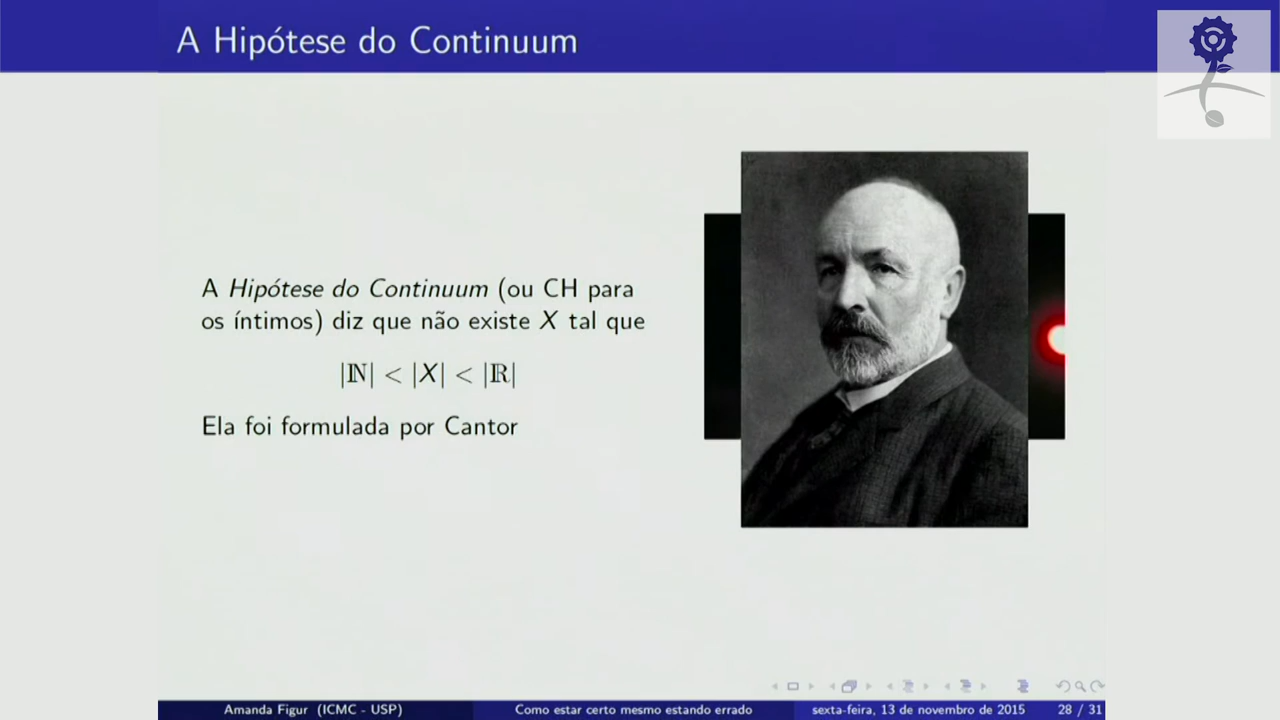 A Hipótese do Continuum
A Hipótese do Continuum (ou CH para
os íntimos) diz que não existe X tal que
|ℕ| < |X| < |ℝ|
Ela foi formulada por Cantor
Amanda Figur (ICMC - USP) Como estar certo mesmo estando errado sexta-feira, 13 de novembro de 2015 28 / 31